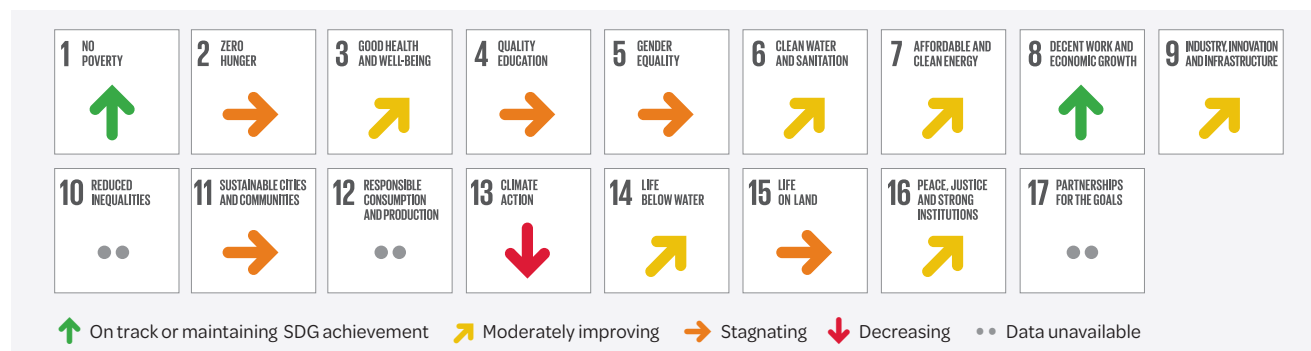 1 NO
POVERTY
2 ZERO
HUNGER
3 GOOD HEALTH
AND WELL-BEING
4 QUALITY
EDUCATION
5 GENDER
EQUALITY
6 CLEAN WATER
AND SANITATION
7 AFFORDABLE AND
CLEAN ENERGY
8 DECENT WORK AND
ECONOMIC GROWTH
9 INDUSTRY, INNOVATION
AND INFRASTRUCTURE
10 REDUCED
INEQUALITIES
11 SUSTAINABLE CITIES
AND COMMUNITIES
12 RESPONSIBLE
CONSUMPTION
AND PRODUCTION
13 CLIMATE
ACTION
14 LIFE
BELOW WATER
15 LIFE
ON LAND
16 PEACE, JUSTICE
AND STRONG
INSTITUTIONS
17 PARTNERSHIPS
FOR THE GOALS
On track or maintaining SDG achievement
Moderately improving
Stagnating
Decreasing
Data unavailable